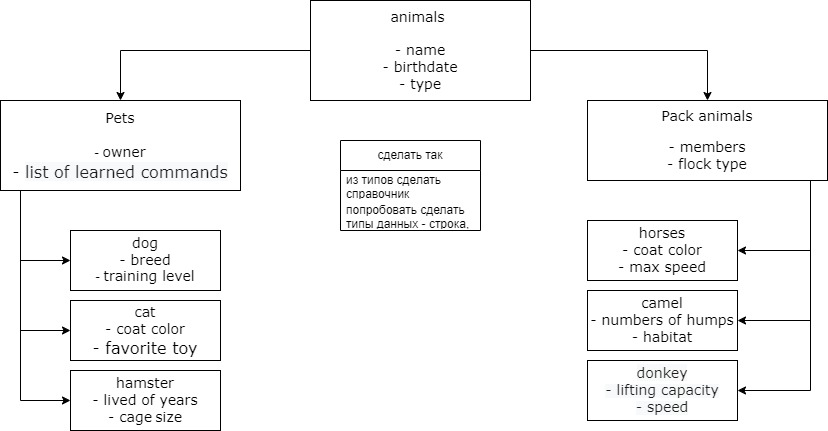 animals
- name
- birthdate
- type
Pets
- owner
- list of learned commands
Pack animals
- members
- flock type
сделать так
из типов сделать
справочник
попробовать сделать
типы данных - строка,
dog
- breed
- training level
cat
- coat color
- favorite toy
hamster
- lived of years
- cage size
horses
- coat color
- max speed
camel
- numbers of humps
- habitat
donkey
- lifting capacity
- speed